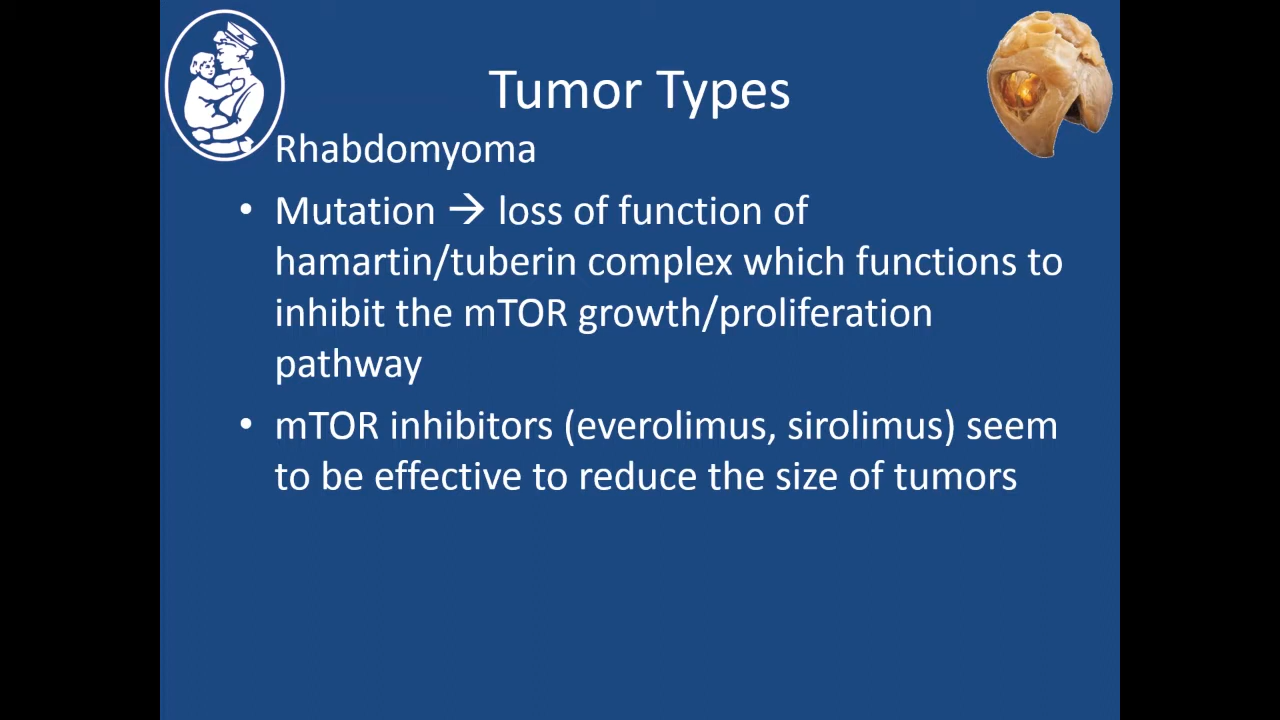 Tumor Types
Rhabdomyoma
• Mutation → loss of function of
hamartin/tuberin complex which functions to
inhibit the mTOR growth/proliferation
pathway
• mTOR inhibitors (everolimus, sirolimus) seem
to be effective to reduce the size of tumors